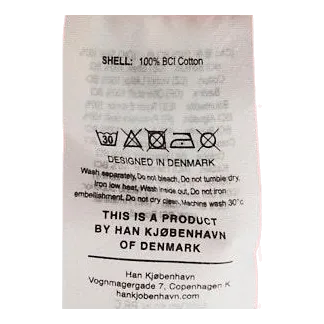 SHELL: 100% BCI Cotton
30
DESIGNED IN DENMARK
Wash separately, Do not bleach, Do not tumble dry,
Iron low heat, Wash inside out, Do not iron
embellishment, Do not dry clean, Machine wash 30°c
THIS IS A PRODUCT
BY HAN KJØBENHAVN
OF DENMARK
Han Kjøbenhavn
Vognmagergade 7, Copenhagen K
hankjobenhavn.com